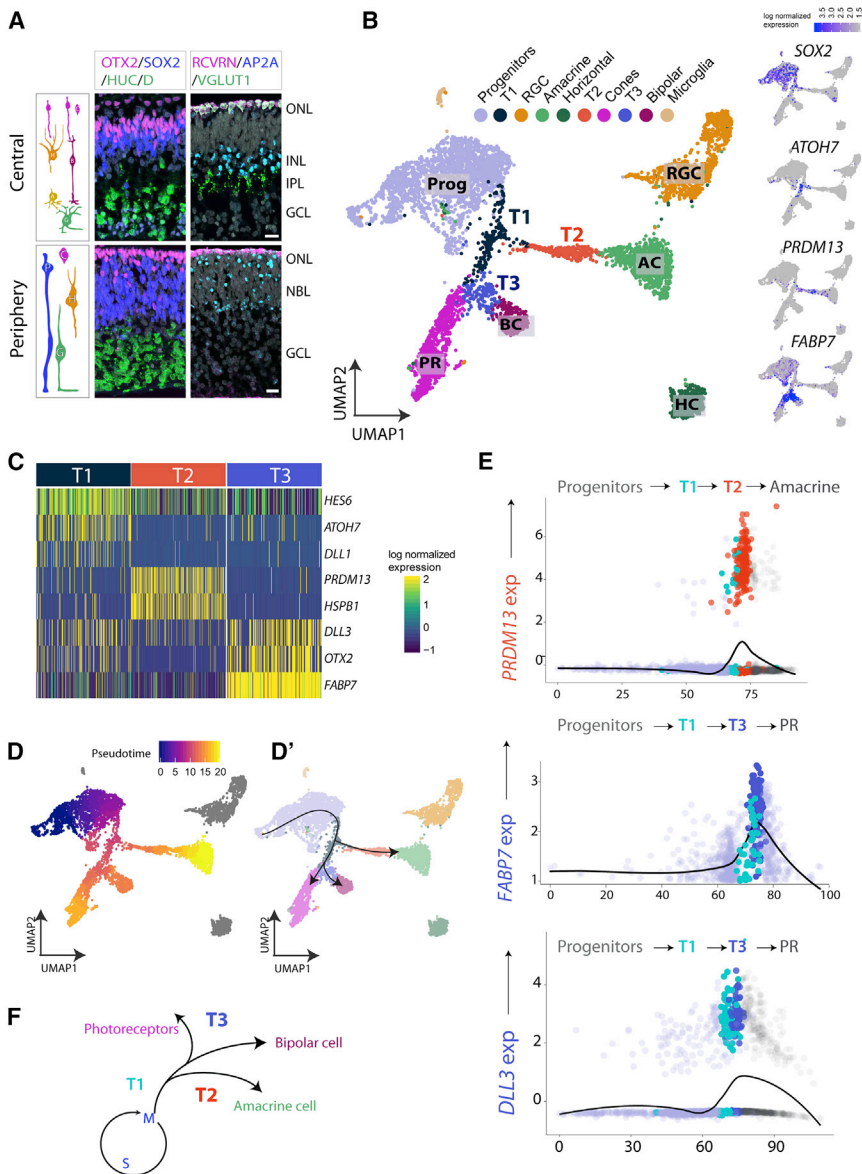 A
OTX2/SOX2
/HUC/D
RCVRN/AP2A
/VGLUT1
Central
Periphery
ONL
INL
IPL
GCL
ONL
NBL
GCL
B
log normalized
expression
3.5
3.0
2.5
2.0
1.5
Progenitors
T1
RGC
Amacrine
Horizontal
T2
Cones
T3
Bipolar
Microglia
Prog
T1
T2
T3
RGC
AC
BC
PR
HC
UMAP2
UMAP1
SOX2
ATOH7
PRDM13
FABP7
C
T1 T2 T3
HES6
ATOH7
DLL1
PRDM13
HSPB1
DLL3
OTX2
FABP7
log normalized
expression
2
1
0
−1
D
Pseudotime
0 5 10 15 20
UMAP2
UMAP1
D'
UMAP2
UMAP1
E
Progenitors → T1 → T2 → Amacrine
PRDM13 exp
6
4
2
0
0 25 50 75
Progenitors → T1 → T3 → PR
FABP7 exp
3
2
1
0 20 40 60 80 100
Progenitors → T1 → T3 → PR
DLL3 exp
4
2
0
0 30 60 90
F
Photoreceptors
T3
Bipolar cell
T1
T2
Amacrine cell
M
S